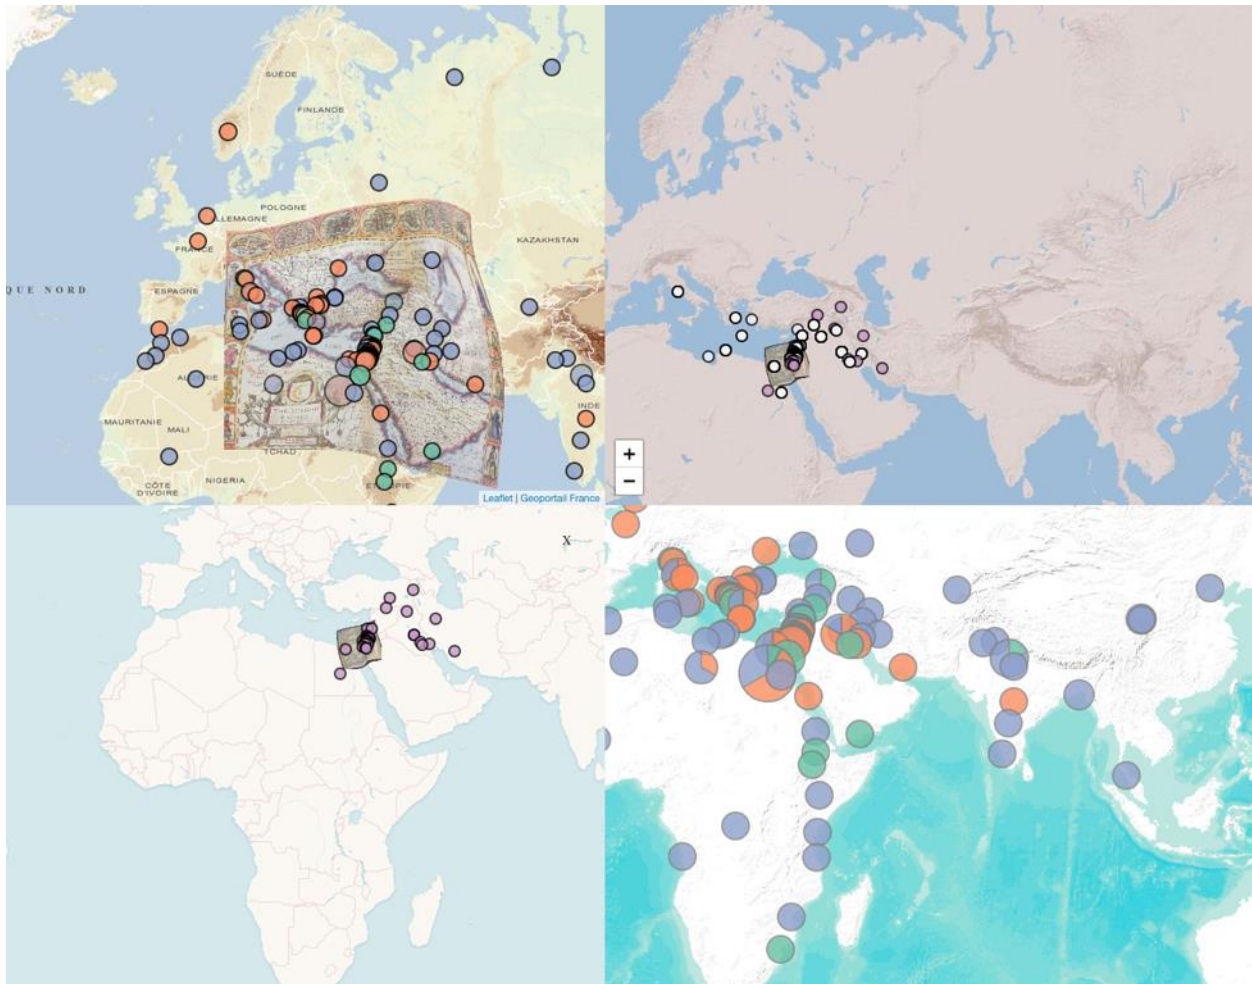 SUÈDE
FINLANDE
POLOGNE
LLEMAGNE
FRANCE
KAZAKHSTAN
QUE NORD
ESPAGNE
ALGÉRIE
INDE
MAURITANIE
MALI
TCHAD
NIGERIA
CÔTE
D'IVOIRE
Leaflet | Geoportail France
+
−
X